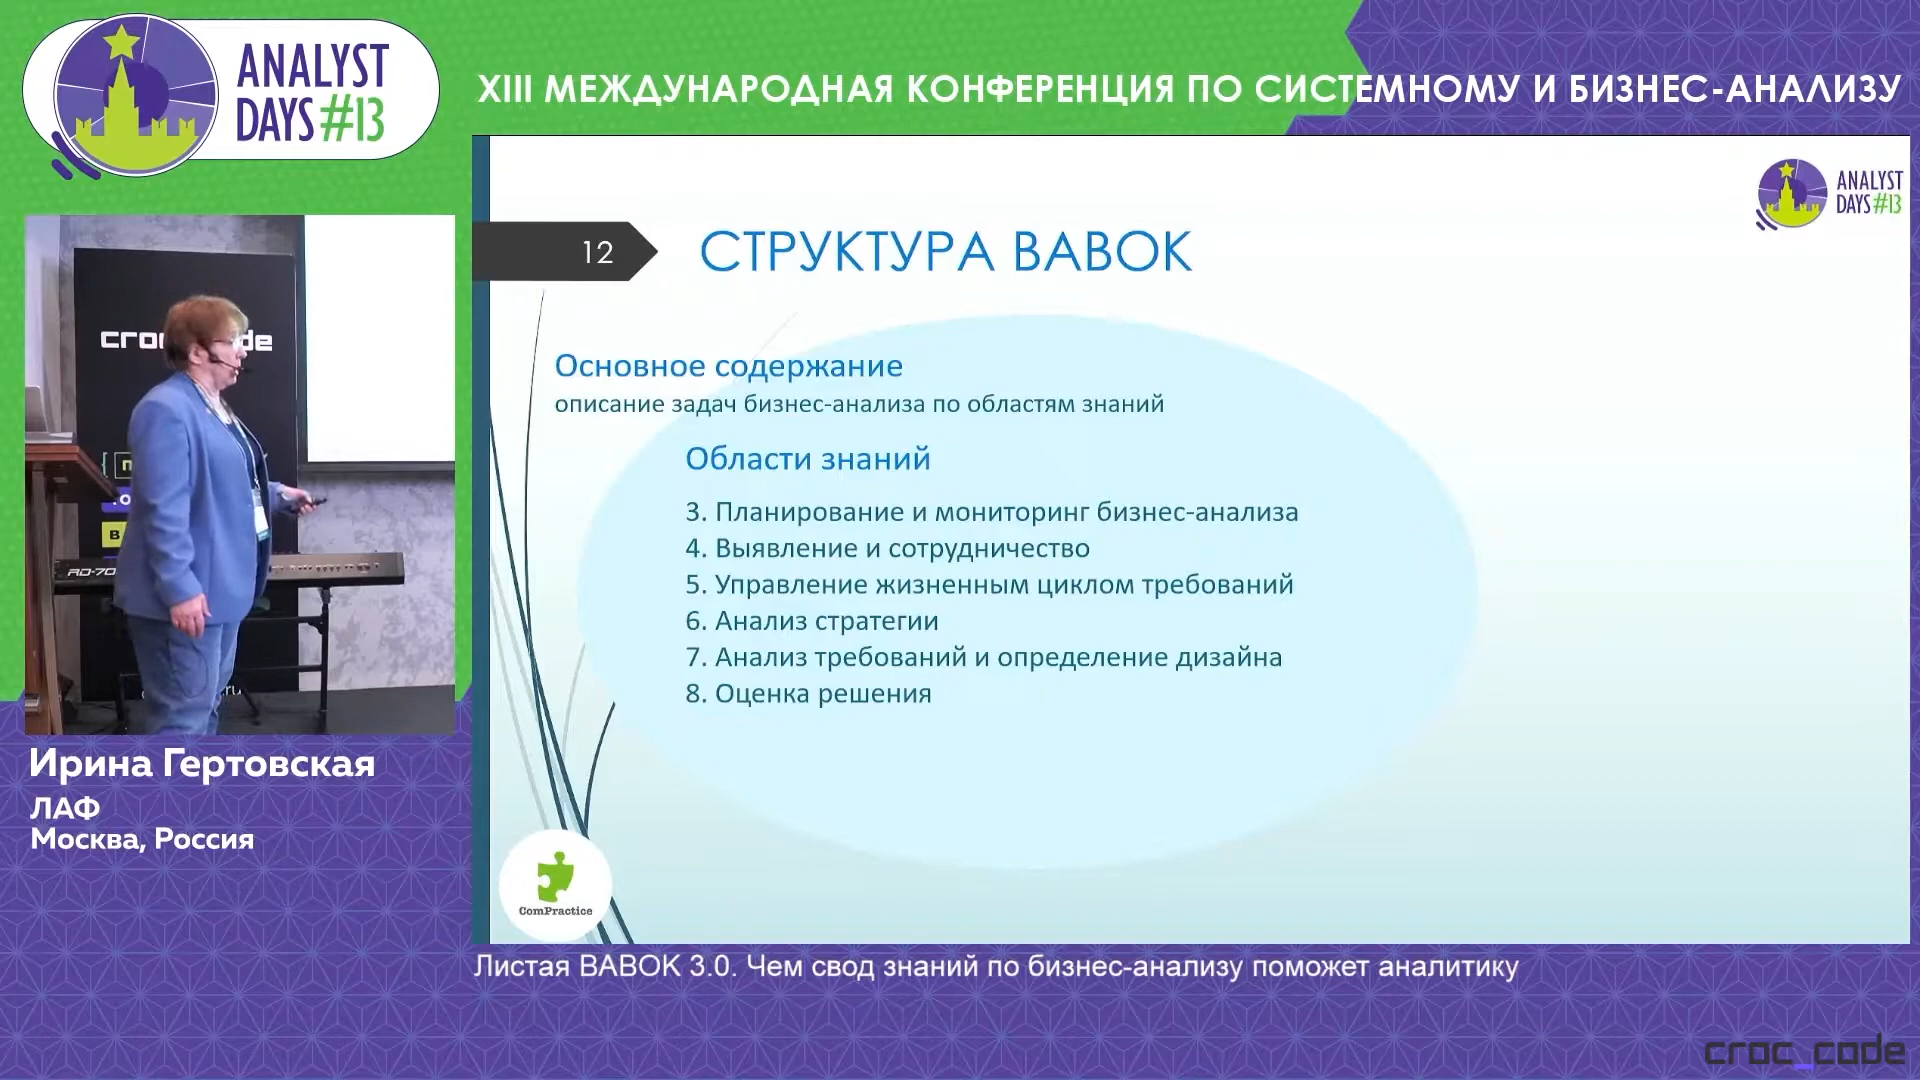 ANALYST
DAYS #13
XIII МЕЖДУНАРОДНАЯ КОНФЕРЕНЦИЯ ПО СИСТЕМНОМУ И БИЗНЕС-АНАЛИЗУ
ANALYST
DAYS #13
12
СТРУКТУРА BABOK
Основное содержание
описание задач бизнес-анализа по областям знаний
Области знаний
3. Планирование и мониторинг бизнес-анализа
4. Выявление и сотрудничество
5. Управление жизненным циклом требований
6. Анализ стратегии
7. Анализ требований и определение дизайна
8. Оценка решения
ComPractice
RD-70
Ирина Гертовская
ЛАФ
Москва, Россия
Листая BABOK 3.0. Чем свод знаний по бизнес-анализу поможет аналитику
croc_code